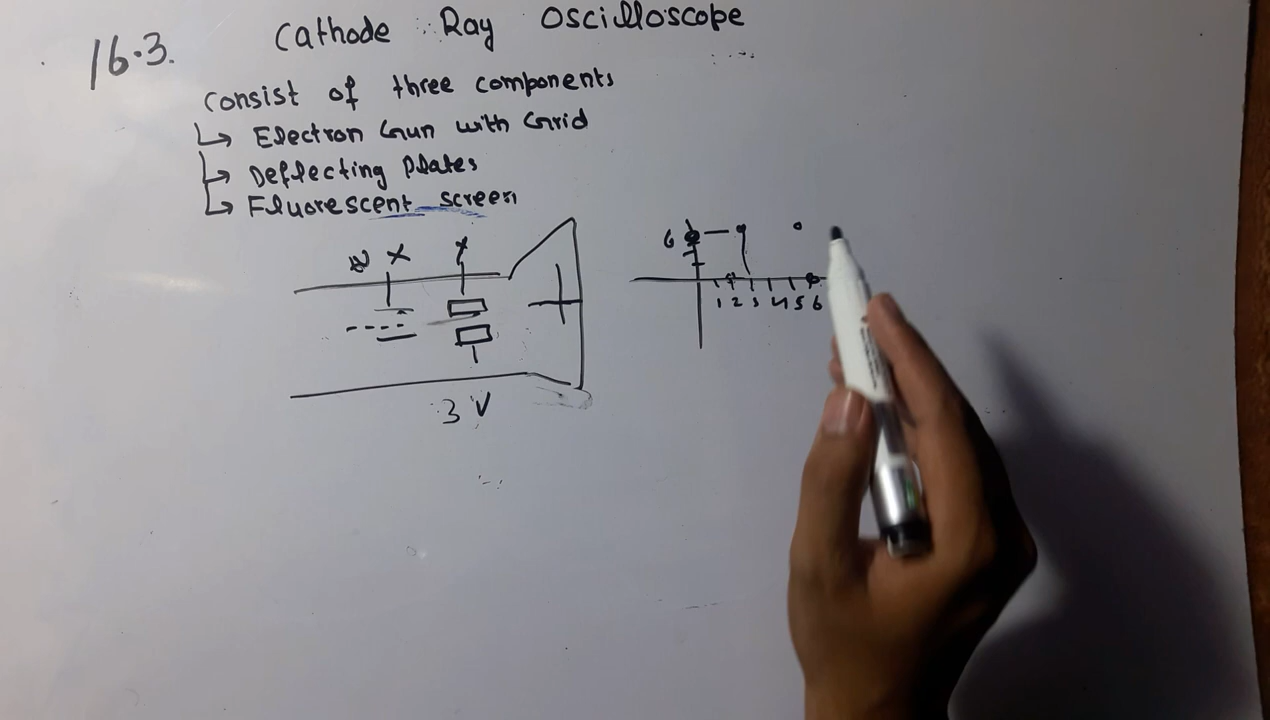 16.3. Cathode Ray Oscilloscope
Consist of three components
↳ Electron Gun with Grid
↳ Deflecting Plates
↳ Fluorescent screen
X Y
6
1 2 3 4 5 6
3 V